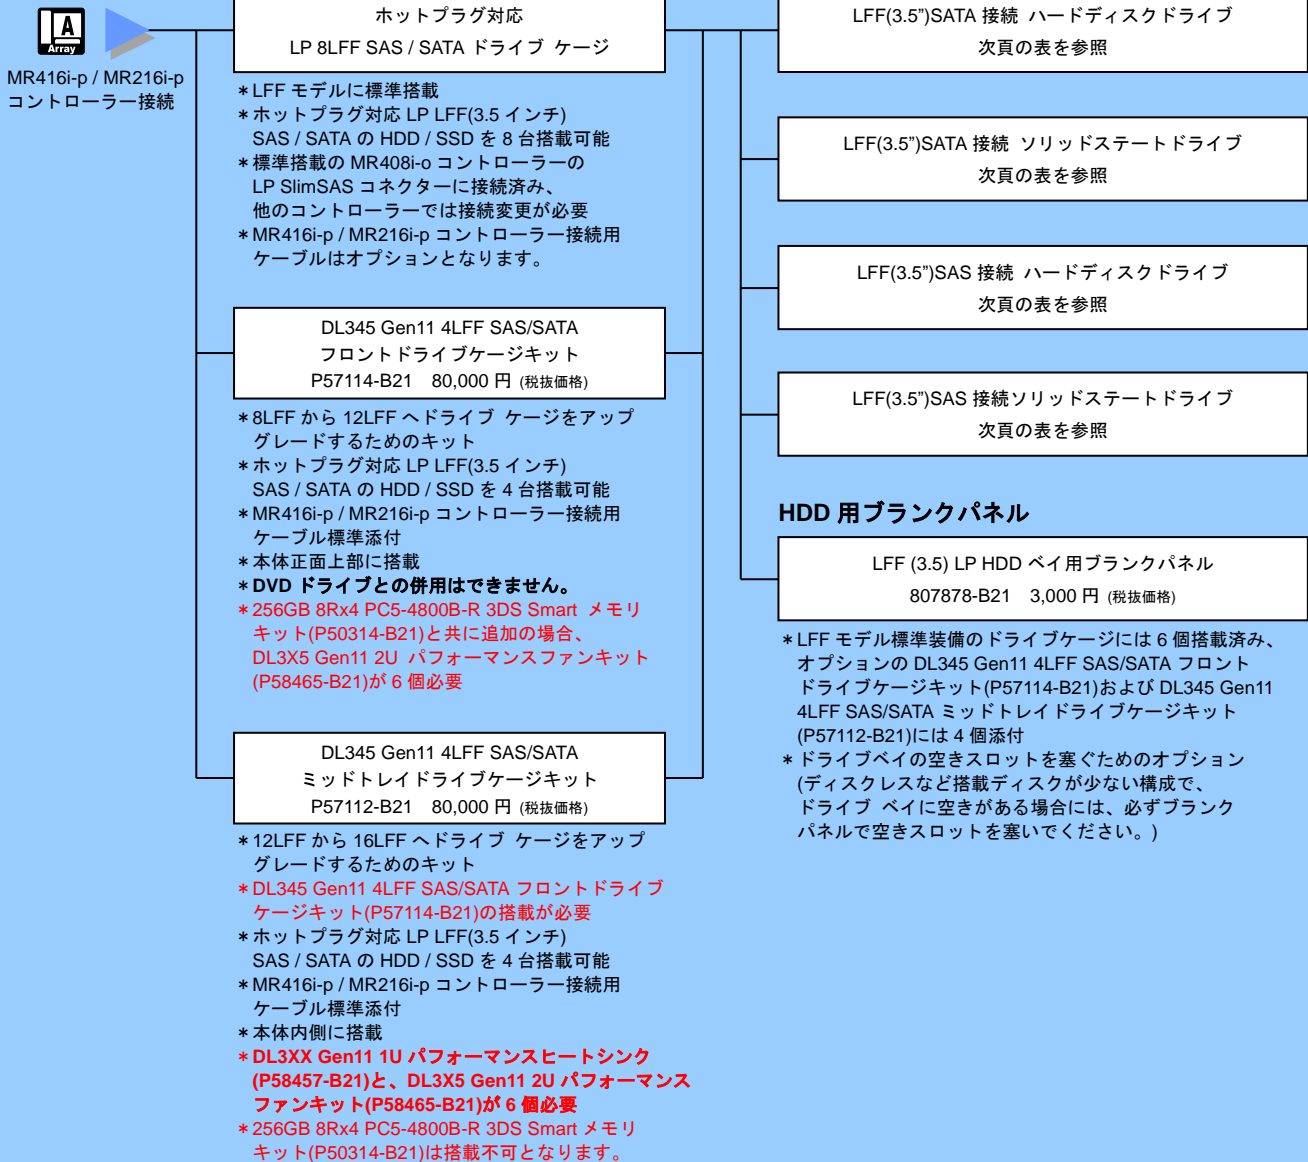 A
Array
MR416i-p / MR216i-p
コントローラー接続
ホットプラグ対応
LP 8LFF SAS / SATA ドライブ ケージ
*LFF モデルに標準搭載
*ホットプラグ対応 LP LFF(3.5 インチ)
SAS / SATA の HDD / SSD を 8 台搭載可能
*標準搭載の MR408i-o コントローラーの
LP SlimSAS コネクターに接続済み、
他のコントローラーでは接続変更が必要
*MR416i-p / MR216i-p コントローラー接続用
ケーブルはオプションとなります。
DL345 Gen11 4LFF SAS/SATA
フロントドライブケージキット
P57114-B21 80,000 円 (税抜価格)
*8LFF から 12LFF へドライブ ケージをアップ
グレードするためのキット
*ホットプラグ対応 LP LFF(3.5 インチ)
SAS / SATA の HDD / SSD を 4 台搭載可能
*MR416i-p / MR216i-p コントローラー接続用
ケーブル標準添付
*本体正面上部に搭載
*DVD ドライブとの併用はできません。
*256GB 8Rx4 PC5-4800B-R 3DS Smart メモリ
キット(P50314-B21)と共に追加の場合、
DL3X5 Gen11 2U パフォーマンスファンキット
(P58465-B21)が 6 個必要
DL345 Gen11 4LFF SAS/SATA
ミッドトレイドライブケージキット
P57112-B21 80,000 円 (税抜価格)
*12LFF から 16LFF へドライブ ケージをアップ
グレードするためのキット
*DL345 Gen11 4LFF SAS/SATA フロントドライブ
ケージキット(P57114-B21)の搭載が必要
*ホットプラグ対応 LP LFF(3.5 インチ)
SAS / SATA の HDD / SSD を 4 台搭載可能
*MR416i-p / MR216i-p コントローラー接続用
ケーブル標準添付
*本体内側に搭載
*DL3XX Gen11 1U パフォーマンスヒートシンク
(P58457-B21)と、DL3X5 Gen11 2U パフォーマンス
ファンキット(P58465-B21)が 6 個必要
*256GB 8Rx4 PC5-4800B-R 3DS Smart メモリ
キット(P50314-B21)は搭載不可となります。
LFF(3.5”)SATA 接続 ハードディスクドライブ
次頁の表を参照
LFF(3.5”)SATA 接続 ソリッドステートドライブ
次頁の表を参照
LFF(3.5”)SAS 接続 ハードディスクドライブ
次頁の表を参照
LFF(3.5”)SAS 接続ソリッドステートドライブ
次頁の表を参照
HDD 用ブランクパネル
LFF (3.5) LP HDD ベイ用ブランクパネル
807878-B21 3,000 円 (税抜価格)
*LFF モデル標準装備のドライブケージには 6 個搭載済み、
オプションの DL345 Gen11 4LFF SAS/SATA フロント
ドライブケージキット(P57114-B21)および DL345 Gen11
4LFF SAS/SATA ミッドトレイドライブケージキット
(P57112-B21)には 4 個添付
*ドライブベイの空きスロットを塞ぐためのオプション
(ディスクレスなど搭載ディスクが少ない構成で、
ドライブ ベイに空きがある場合には、必ずブランク
パネルで空きスロットを塞いでください。)